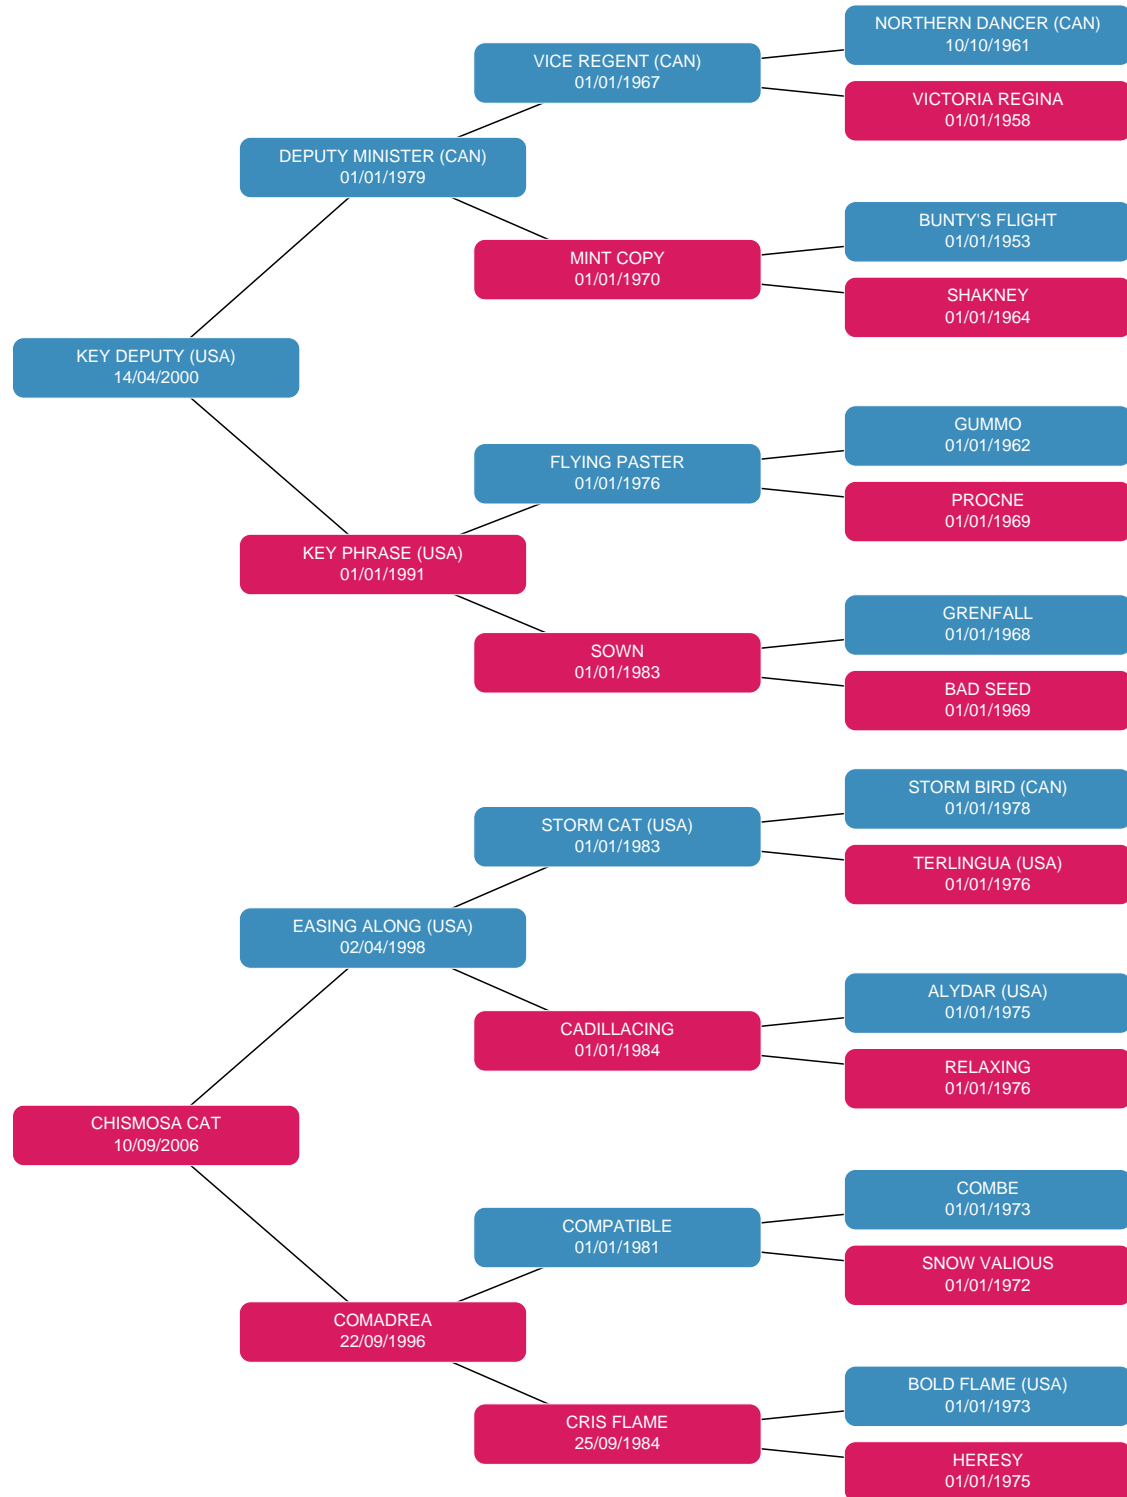 NORTHERN DANCER (CAN)
10/10/1961
VICE REGENT (CAN)
01/01/1967
VICTORIA REGINA
01/01/1958
DEPUTY MINISTER (CAN)
01/01/1979
BUNTY'S FLIGHT
01/01/1953
MINT COPY
01/01/1970
SHAKNEY
01/01/1964
KEY DEPUTY (USA)
14/04/2000
GUMMO
01/01/1962
FLYING PASTER
01/01/1976
PROCNE
01/01/1969
KEY PHRASE (USA)
01/01/1991
GRENFALL
01/01/1968
SOWN
01/01/1983
BAD SEED
01/01/1969
STORM BIRD (CAN)
01/01/1978
STORM CAT (USA)
01/01/1983
TERLINGUA (USA)
01/01/1976
EASING ALONG (USA)
02/04/1998
ALYDAR (USA)
01/01/1975
CADILLACING
01/01/1984
RELAXING
01/01/1976
CHISMOSA CAT
10/09/2006
COMBE
01/01/1973
COMPATIBLE
01/01/1981
SNOW VALIOUS
01/01/1972
COMADREA
22/09/1996
BOLD FLAME (USA)
01/01/1973
CRIS FLAME
25/09/1984
HERESY
01/01/1975